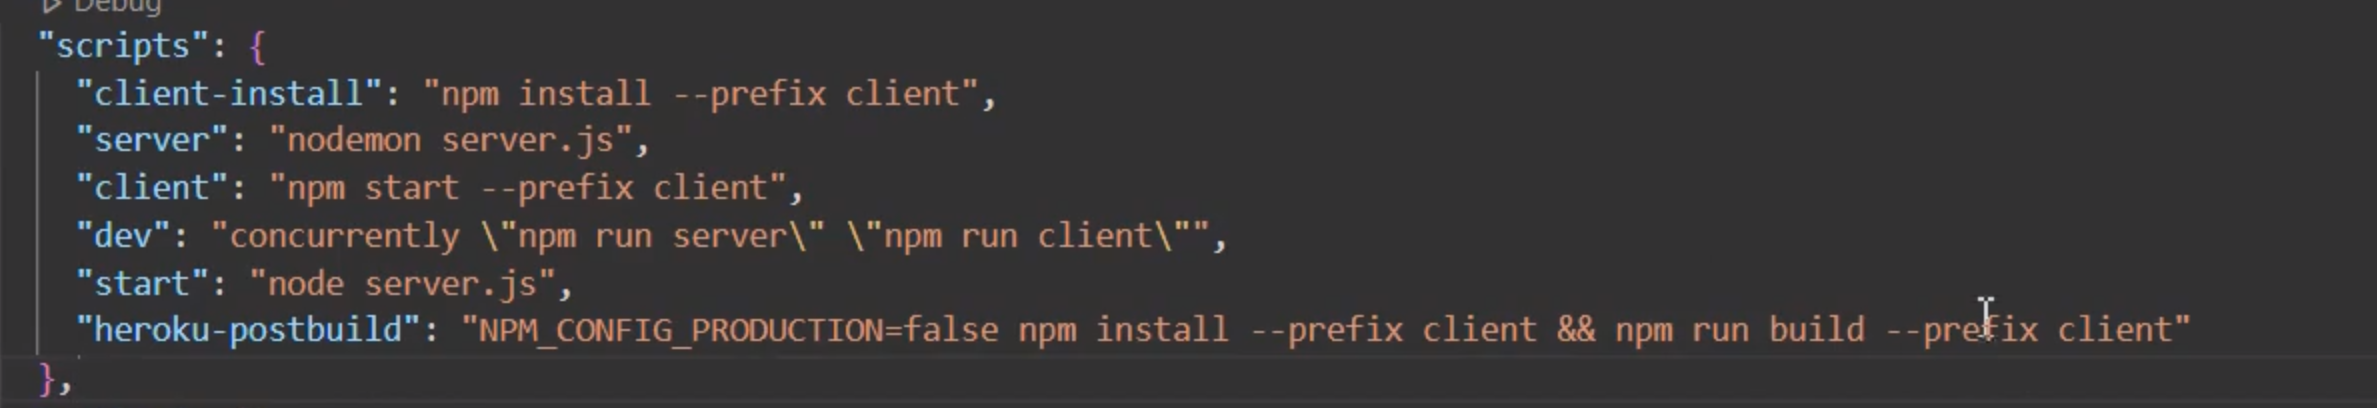 Debug
"scripts": {
"client-install": "npm install --prefix client",
"server": "nodemon server.js",
"client": "npm start --prefix client",
"dev": "concurrently \"npm run server\" \"npm run client\"",
"start": "node server.js",
"heroku-postbuild": "NPM_CONFIG_PRODUCTION=false npm install --prefix client && npm run build --prefix client"
},